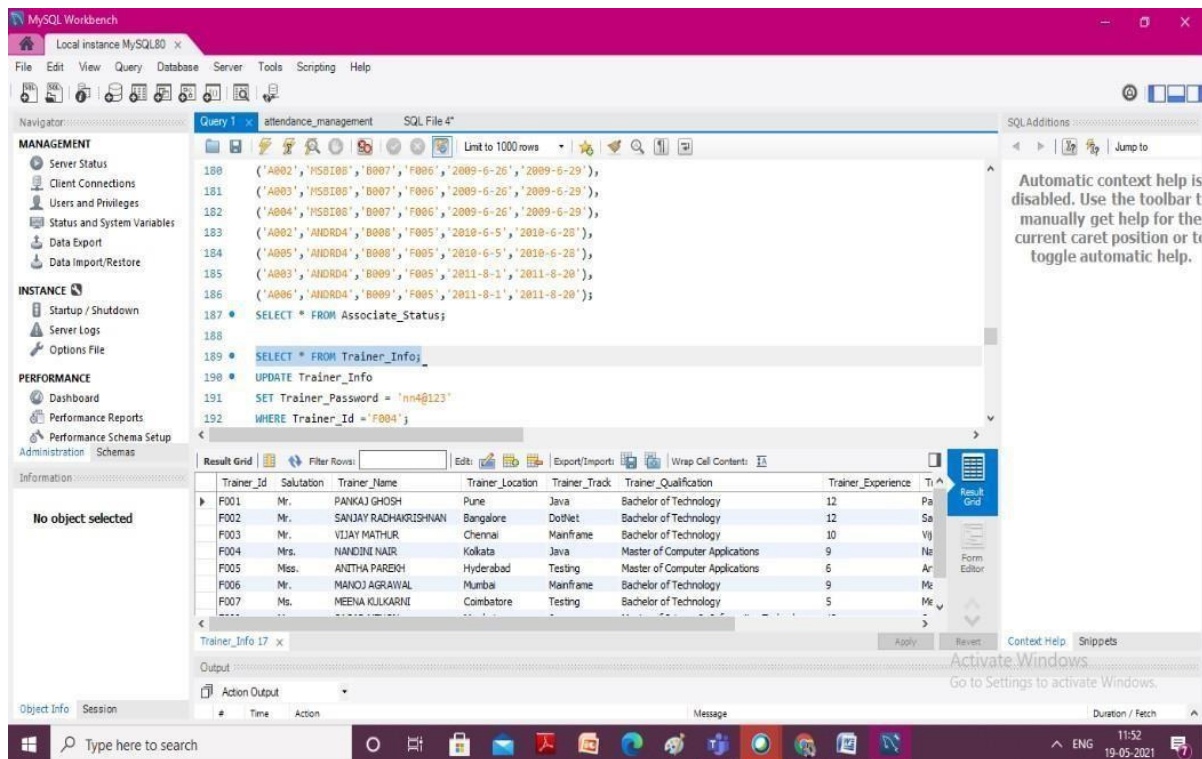 MySQL Workbench
Local instance MySQL80 ×
File Edit View Query Database Server Tools Scripting Help
Navigator
MANAGEMENT
Server Status
Client Connections
Users and Privileges
Status and System Variables
Data Export
Data Import/Restore
INSTANCE
Startup / Shutdown
Server Logs
Options File
PERFORMANCE
Dashboard
Performance Reports
Performance Schema Setup
Administration Schemas
Information
No object selected
Object Info Session
Query 1 × attendance_management SQL File 4*
Limit to 1000 rows
180 ('A002','MSBI08','B007','F006','2009-6-26','2009-6-29'),
181 ('A003','MSBI08','B007','F006','2009-6-26','2009-6-29'),
182 ('A004','MSBI08','B007','F006','2009-6-26','2009-6-29'),
183 ('A002','ANDRD4','B008','F005','2010-6-5','2010-6-28'),
184 ('A005','ANDRD4','B008','F005','2010-6-5','2010-6-28'),
185 ('A003','ANDRD4','B009','F005','2011-8-1','2011-8-20'),
186 ('A006','ANDRD4','B009','F005','2011-8-1','2011-8-20');
187 SELECT * FROM Associate_Status;
188
189 SELECT * FROM Trainer_Info;
190 UPDATE Trainer_Info
191 SET Trainer_Password = 'nn4@123'
192 WHERE Trainer_Id ='F004';
Result Grid Filter Rows: Edit: Export/Import: Wrap Cell Content:
Trainer_Id Salutation Trainer_Name Trainer_Location Trainer_Track Trainer_Qualification Trainer_Experience
F001 Mr. PANKAJ GHOSH Pune Java Bachelor of Technology 12 Pa
F002 Mr. SANJAY RADHAKRISHNAN Bangalore DotNet Bachelor of Technology 12 Sa
F003 Mr. VIJAY MATHUR Chennai Mainframe Bachelor of Technology 10 Vij
F004 Mrs. NANDINI NAIR Kolkata Java Master of Computer Applications 9 Na
F005 Miss. ANITHA PAREKH Hyderabad Testing Master of Computer Applications 6 Ar
F006 Mr. MANOJ AGRAWAL Mumbai Mainframe Bachelor of Technology 9 Ma
F007 Ms. MEENA KULKARNI Coimbatore Testing Bachelor of Technology 5 Me
Result Grid
Form Editor
Trainer_Info 17 × Apply Revert
Output
Action Output
# Time Action Message Duration / Fetch
SQLAdditions
Jump to
Automatic context help is
disabled. Use the toolbar t
manually get help for the
current caret position or to
toggle automatic help.
Context Help Snippets
Activate Windows
Go to Settings to activate Windows.
Type here to search
ENG
11:52
19-05-2021